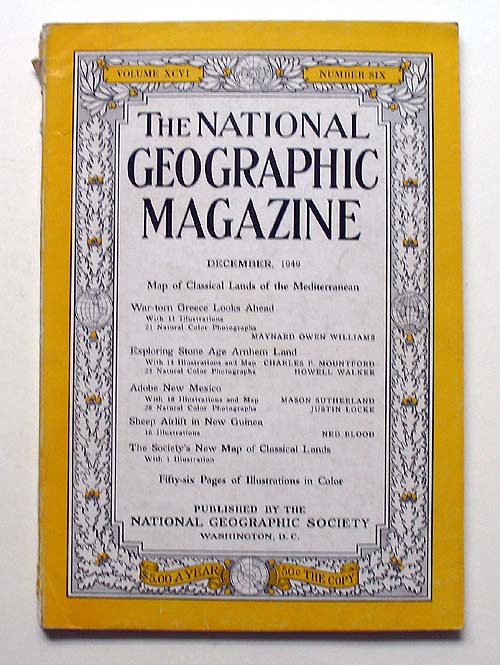 VOLUME XCVI NUMBER SIX
THE NATIONAL
GEOGRAPHIC
MAGAZINE
DECEMBER, 1949
Map of Classical Lands of the Mediterranean
War-torn Greece Looks Ahead
With 11 Illustrations
21 Natural Color Photographs
MAYNARD OWEN WILLIAMS
Exploring Stone Age Arnhem Land
With 14 Illustrations and Map CHARLES P. MOUNTFORD
23 Natural Color Photographs HOWELL WALKER
Adobe New Mexico
With 18 Illustrations and Map MASON SUTHERLAND
28 Natural Color Photographs JUSTIN LOCKE
Sheep Airlift in New Guinea
16 Illustrations NED BLOOD
The Society's New Map of Classical Lands
With 1 Illustration
Fifty-six Pages of Illustrations in Color
PUBLISHED BY THE
NATIONAL GEOGRAPHIC SOCIETY
WASHINGTON, D. C.
$5.00 A YEAR 50¢ THE COPY